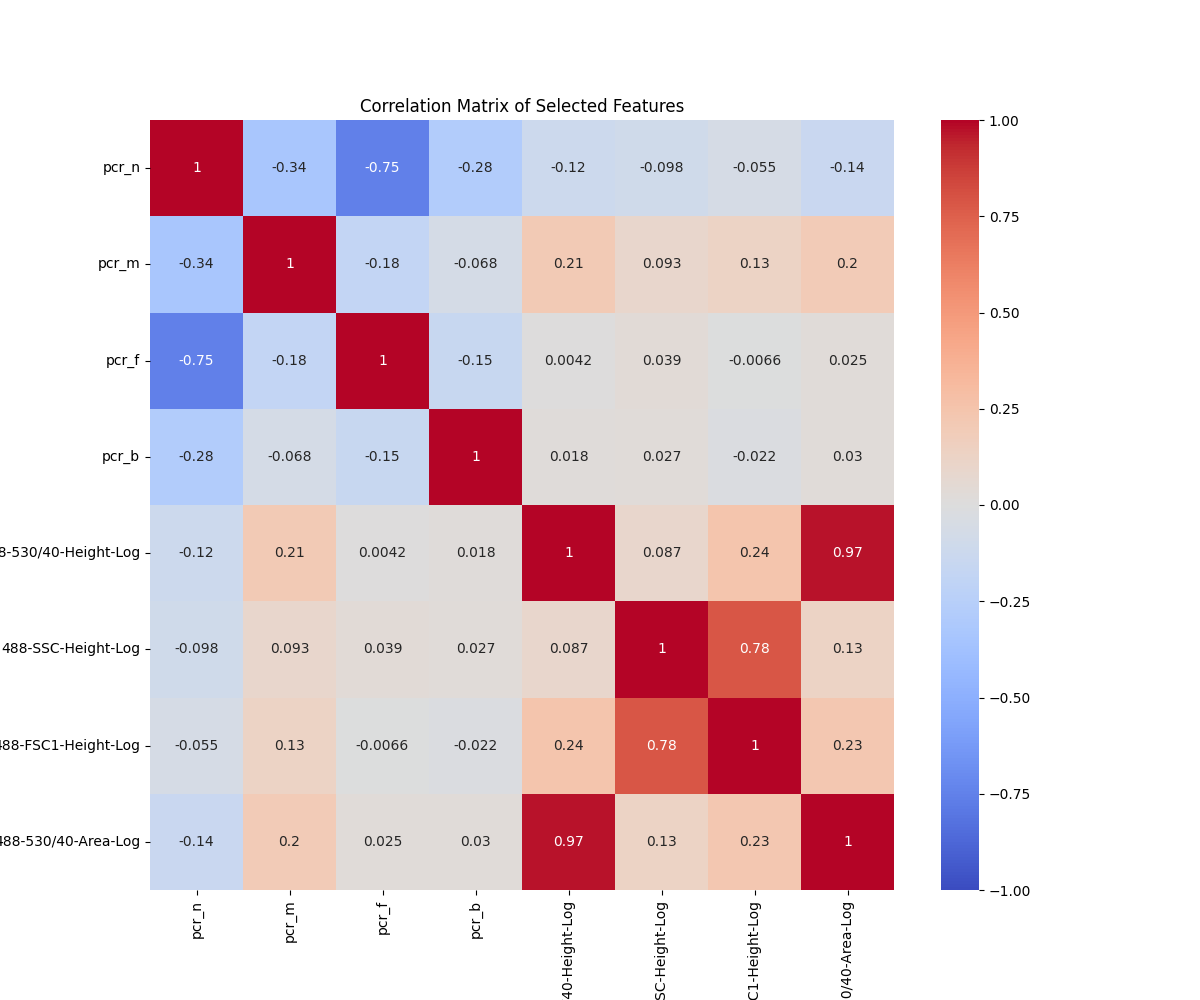 Correlation Matrix of Selected Features
pcr_n 1 -0.34 -0.75 -0.28 -0.12 -0.098 -0.055 -0.14
pcr_m -0.34 1 -0.18 -0.068 0.21 0.093 0.13 0.2
pcr_f -0.75 -0.18 1 -0.15 0.0042 0.039 -0.0066 0.025
pcr_b -0.28 -0.068 -0.15 1 0.018 0.027 -0.022 0.03
8-530/40-Height-Log -0.12 0.21 0.0042 0.018 1 0.087 0.24 0.97
488-SSC-Height-Log -0.098 0.093 0.039 0.027 0.087 1 0.78 0.13
488-FSC1-Height-Log -0.055 0.13 -0.0066 -0.022 0.24 0.78 1 0.23
488-530/40-Area-Log -0.14 0.2 0.025 0.03 0.97 0.13 0.23 1
pcr_n
pcr_m
pcr_f
pcr_b
40-Height-Log
SC-Height-Log
C1-Height-Log
0/40-Area-Log
1.00
0.75
0.50
0.25
0.00
−0.25
−0.50
−0.75
−1.00